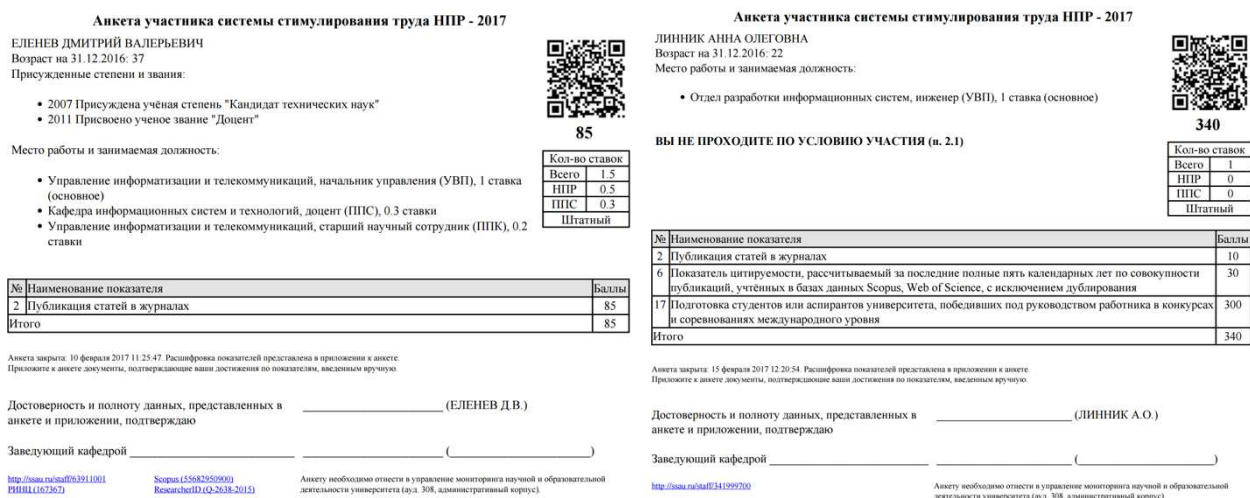 Анкета участника системы стимулирования труда НПР - 2017
ЕЛЕНЕВ ДМИТРИЙ ВАЛЕРЬЕВИЧ
Возраст на 31.12.2016: 37
Присужденные степени и звания:
• 2007 Присуждена учёная степень "Кандидат технических наук"
• 2011 Присвоено ученое звание "Доцент"
85
Место работы и занимаемая должность:
• Управление информатизации и телекоммуникаций, начальник управления (УВП), 1 ставка
(основное)
• Кафедра информационных систем и технологий, доцент (ППС), 0.3 ставки
• Управление информатизации и телекоммуникаций, старший научный сотрудник (ППК), 0.2
ставки
Кол-во ставок
Всего 1.5
НПР 0.5
ППС 0.3
Штатный
№ Наименование показателя Баллы
2 Публикация статей в журналах 85
Итого 85
Анкета закрыта: 10 февраля 2017 11:25:47. Расшифровка показателей представлена в приложении к анкете.
Приложите к анкете документы, подтверждающие ваши достижения по показателям, введенным вручную.
Достоверность и полноту данных, представленных в ____________________ (ЕЛЕНЕВ Д.В.)
анкете и приложении, подтверждаю
Заведующий кафедрой ____________________ ____________________ (____________________)
http://ssau.ru/staff/63911001 Scopus (55682950900) Анкету необходимо отнести в управление мониторинга научной и образовательной
РИНЦ (167367) ResearcherID (Q-2638-2015) деятельности университета (ауд. 308, административный корпус).
Анкета участника системы стимулирования труда НПР - 2017
ЛИННИК АННА ОЛЕГОВНА
Возраст на 31.12.2016: 22
Место работы и занимаемая должность:
• Отдел разработки информационных систем, инженер (УВП), 1 ставка (основное)
340
ВЫ НЕ ПРОХОДИТЕ ПО УСЛОВИЮ УЧАСТИЯ (п. 2.1)
Кол-во ставок
Всего 1
НПР 0
ППС 0
Штатный
№ Наименование показателя Баллы
2 Публикация статей в журналах 10
6 Показатель цитируемости, рассчитываемый за последние полные пять календарных лет по совокупности 30
публикаций, учтённых в базах данных Scopus, Web of Science, с исключением дублирования
17 Подготовка студентов или аспирантов университета, победивших под руководством работника в конкурсах 300
и соревнованиях международного уровня
Итого 340
Анкета закрыта: 15 февраля 2017 12:20:54. Расшифровка показателей представлена в приложении к анкете.
Приложите к анкете документы, подтверждающие ваши достижения по показателям, введенным вручную.
Достоверность и полноту данных, представленных в ____________________ (ЛИННИК А.О.)
анкете и приложении, подтверждаю
Заведующий кафедрой ____________________ ____________________ (____________________)
http://ssau.ru/staff/341999700 Анкету необходимо отнести в управление мониторинга научной и образовательной
деятельности университета (ауд. 308, административный корпус).